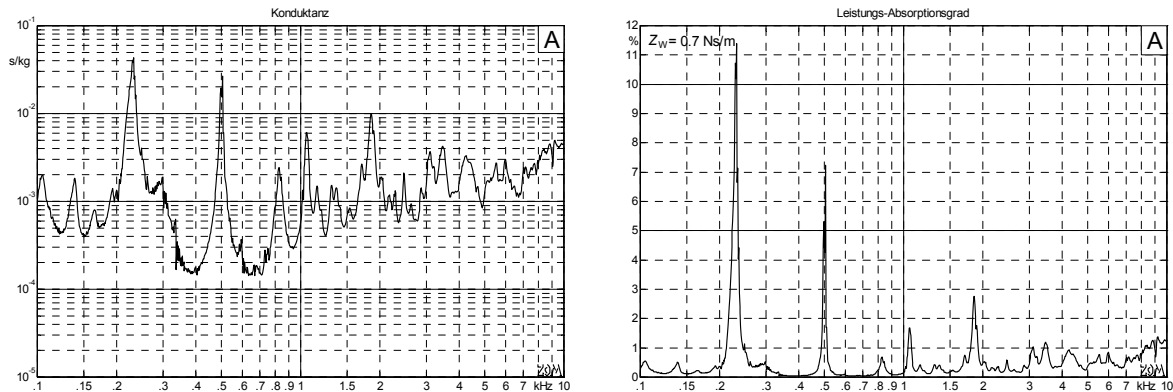 Konduktanz
10-1
A
s/kg
10-2
10-3
10-4
10-5
.1 .15 .2 .3 .4 .5 .6 .7 .8 .9 1 1.5 2 3 4 5 6 7 kHz 10
Leistungs-Absorptionsgrad
12
% ZW = 0.7 Ns/m
A
11
10
9
8
7
6
5
4
3
2
1
0
.1 .15 .2 .3 .4 .5 .6 .7 .8 .9 1 1.5 2 3 4 5 6 7 kHz 10